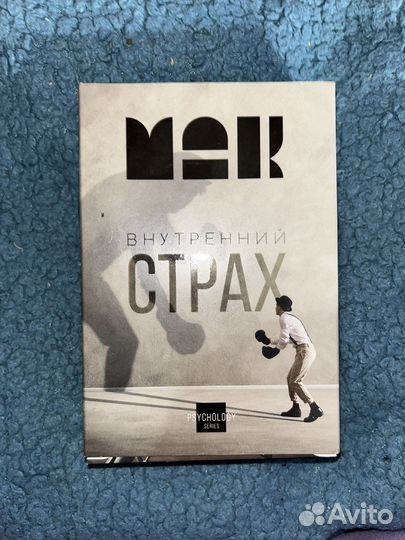 МАК
ВНУТРЕННИЙ
СТРАХ
PSYCHOLOGY
SERIES
Avito